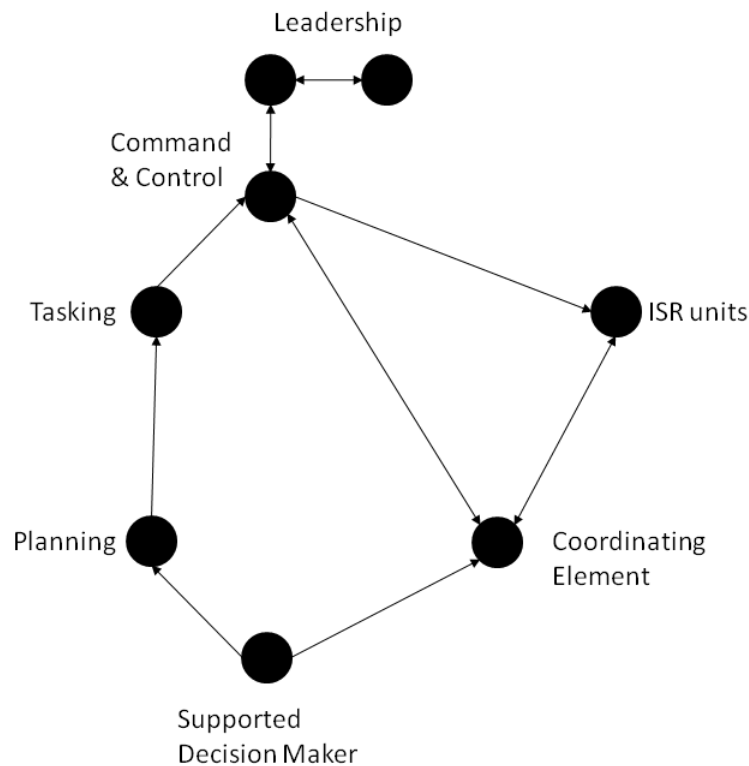 Leadership
Command
& Control
Tasking
ISR units
Planning
Coordinating
Element
Supported
Decision Maker